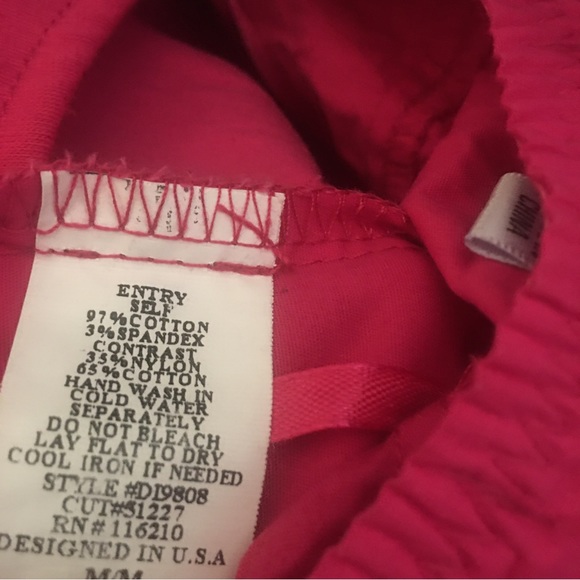 ENTRY
SELF
97%COTTON
3%SPANDEX
CONTRAST
35%NYLON
65%COTTON
HAND WASH IN
COLD WATER
SEPARATELY
DO NOT BLEACH
LAY FLAT TO DRY
COOL IRON IF NEEDED
STYLE #D19808
CUT#51227
RN# 116210
DESIGNED IN U.S.A
M/M
CHINA